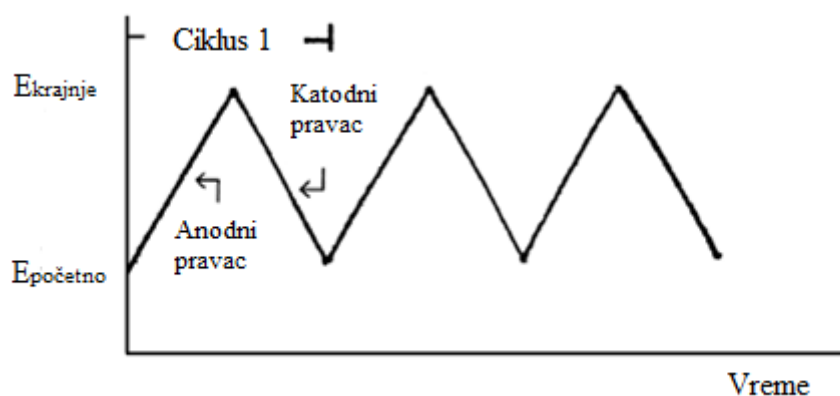 Ciklus 1
Ekrajnje
Katodni
pravac
Anodni
pravac
Epočetno
Vreme